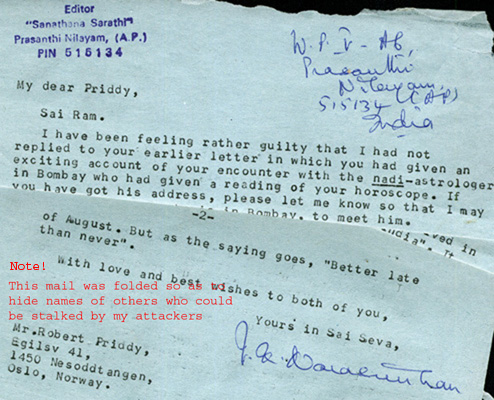 Editor
"Sanathana Sarathi"
Prasanthi Nilayam, (A.P.)
PIN 515134
W.P. V - A6,
Prasanthi
Nilayam,
515134 (AP)
India
My dear Priddy,
Sai Ram.
I have been feeling rather guilty that I had not
replied to your earlier letter in which you had given an
exciting account of your encounter with the nadi-astrologer
in Bombay who had given a reading of your horoscope. If
you have got his address, please let me know so that I may
in Bombay, to meet him.
-2-
of August. But as the saying goes, "Better late
than never".
With love and best wishes to both of you,
Yours in Sai Seva,
Note!
This mail was folded so as to
hide names of others who could
be stalked by my attackers
Mr.Robert Priddy,
Egilsv 41,
1450 Nesoddtangen,
Oslo, Norway.